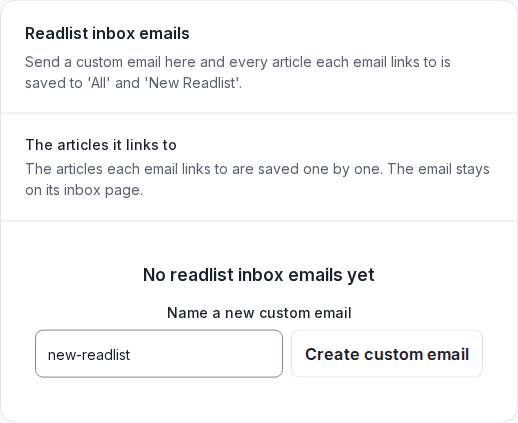 Readlist inbox emails
Send a custom email here and every article each email links to is
saved to 'All' and 'New Readlist'.
The articles it links to
The articles each email links to are saved one by one. The email stays
on its inbox page.
No readlist inbox emails yet
Name a new custom email
new-readlist
Create custom email